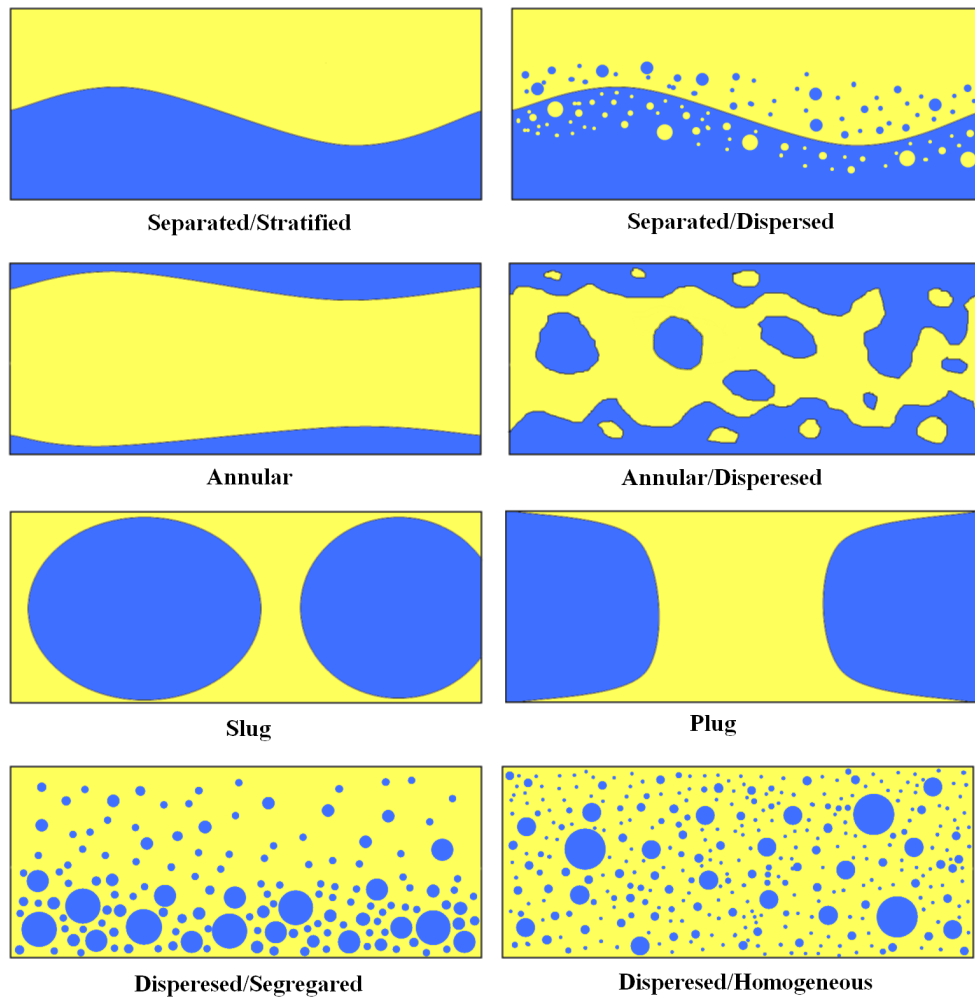 Separated/Stratified
Separated/Dispersed
Annular
Annular/Disperesed
Slug
Plug
Disperesed/Segregared
Disperesed/Homogeneous